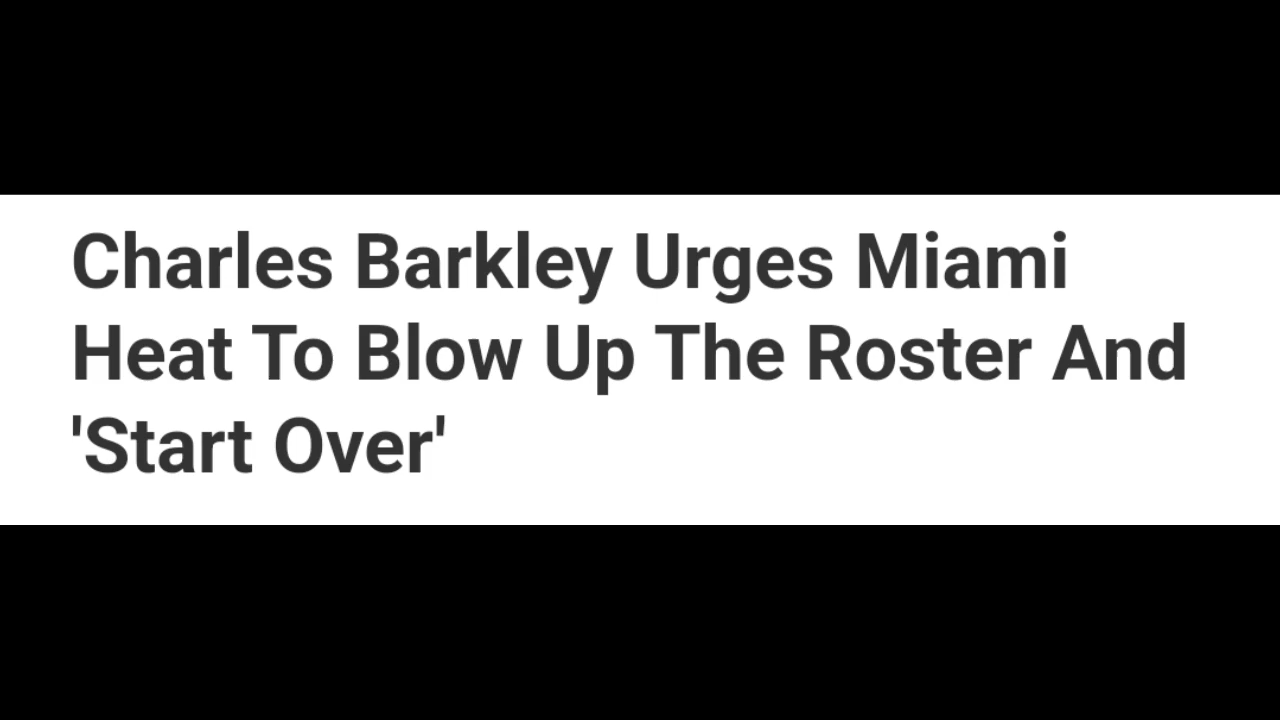 Charles Barkley Urges Miami
Heat To Blow Up The Roster And
'Start Over'